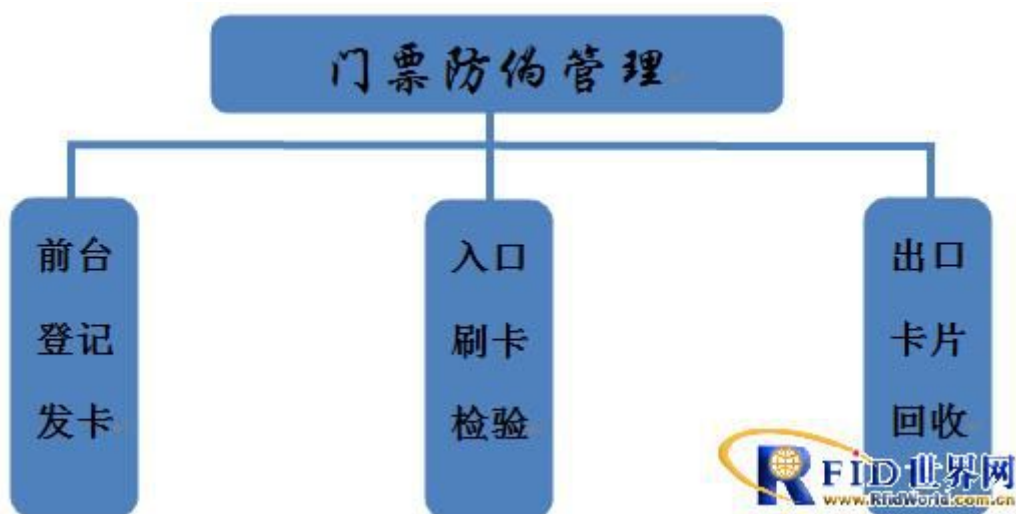 门票防伪管理
前台
登记
发卡
入口
刷卡
检验
出口
卡片
回收
RFID世界网
www.RfidWorld.com.cn